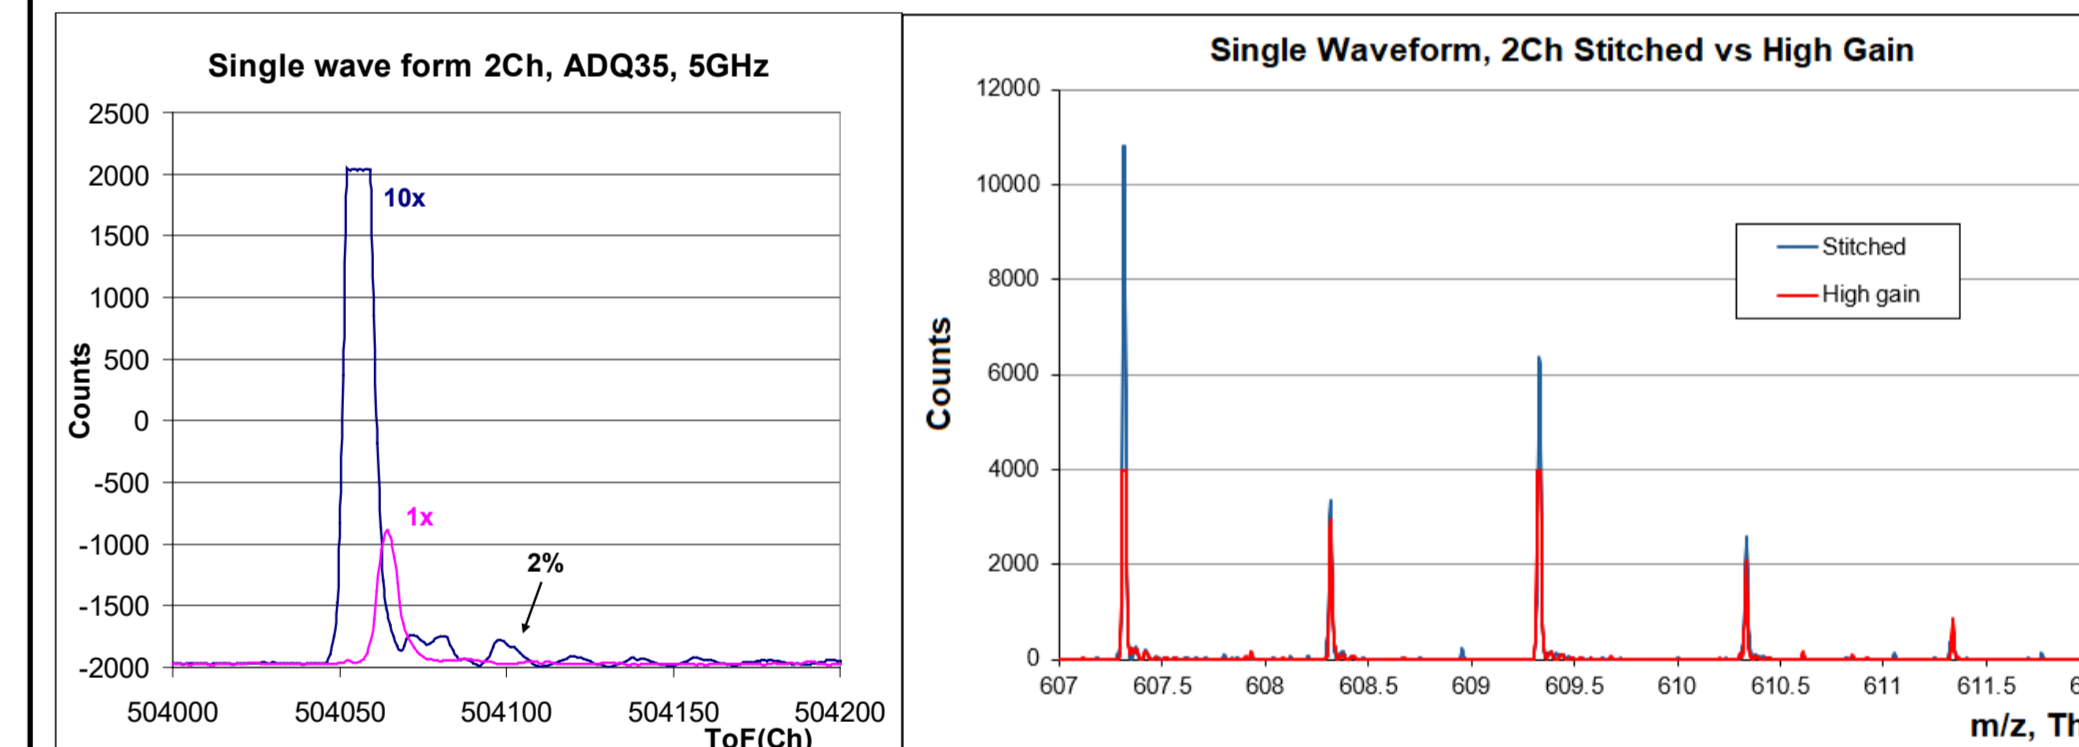 Single wave form 2Ch, ADQ35, 5GHz
2500
2000
1500
1000
500
0
-500
-1000
-1500
-2000
Counts
10x
1x
2%
504000 504050 504100 504150 504200
ToF(Ch)
Single Waveform, 2Ch Stitched vs High Gain
12000
10000
8000
6000
4000
2000
0
Counts
Stitched
High gain
607 607.5 608 608.5 609 609.5 610 610.5 611 611.5
m/z, Th